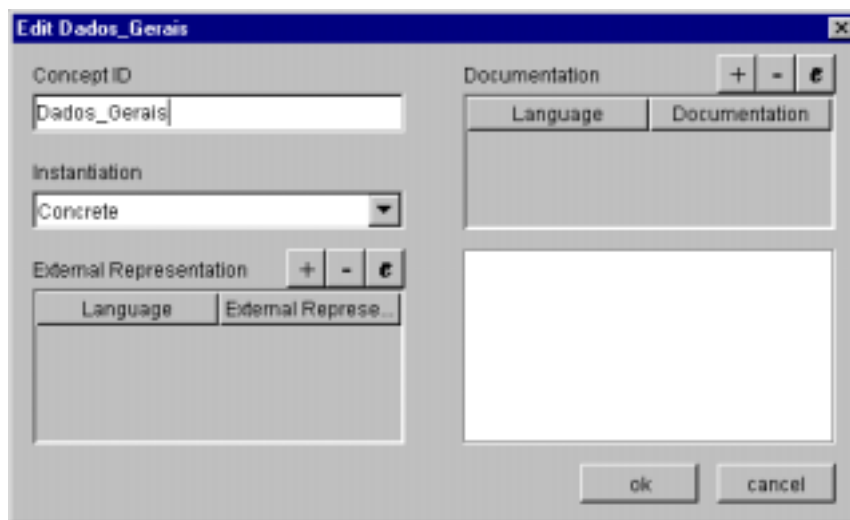 Edit Dados_Gerais
Concept ID
Dados_Gerais
Instantiation
Concrete
External Representation + - e
Language External Represe...
Documentation + - e
Language Documentation
ok cancel